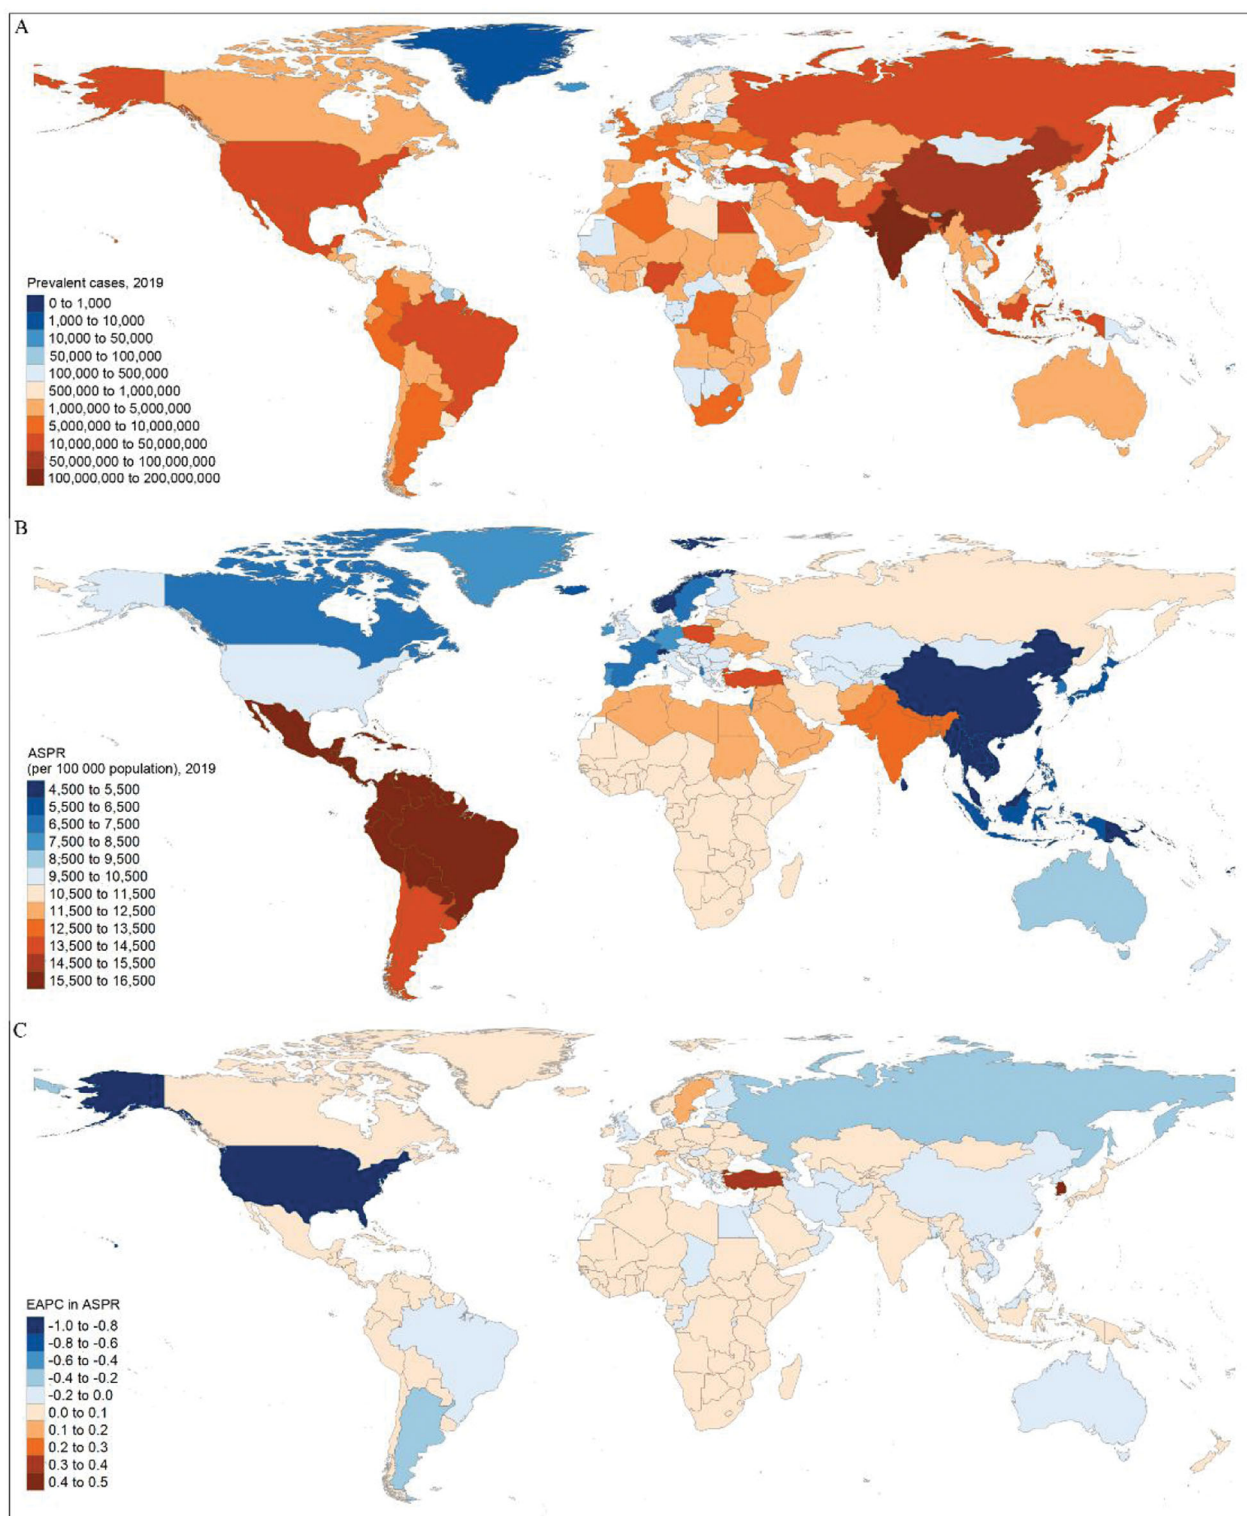 A
Prevalent cases, 2019
0 to 1,000
1,000 to 10,000
10,000 to 50,000
50,000 to 100,000
100,000 to 500,000
500,000 to 1,000,000
1,000,000 to 5,000,000
5,000,000 to 10,000,000
10,000,000 to 50,000,000
50,000,000 to 100,000,000
100,000,000 to 200,000,000
B
ASPR
(per 100 000 population), 2019
4,500 to 5,500
5,500 to 6,500
6,500 to 7,500
7,500 to 8,500
8,500 to 9,500
9,500 to 10,500
10,500 to 11,500
11,500 to 12,500
12,500 to 13,500
13,500 to 14,500
14,500 to 15,500
15,500 to 16,500
C
EAPC in ASPR
-1.0 to -0.8
-0.8 to -0.6
-0.6 to -0.4
-0.4 to -0.2
-0.2 to 0.0
0.0 to 0.1
0.1 to 0.2
0.2 to 0.3
0.3 to 0.4
0.4 to 0.5